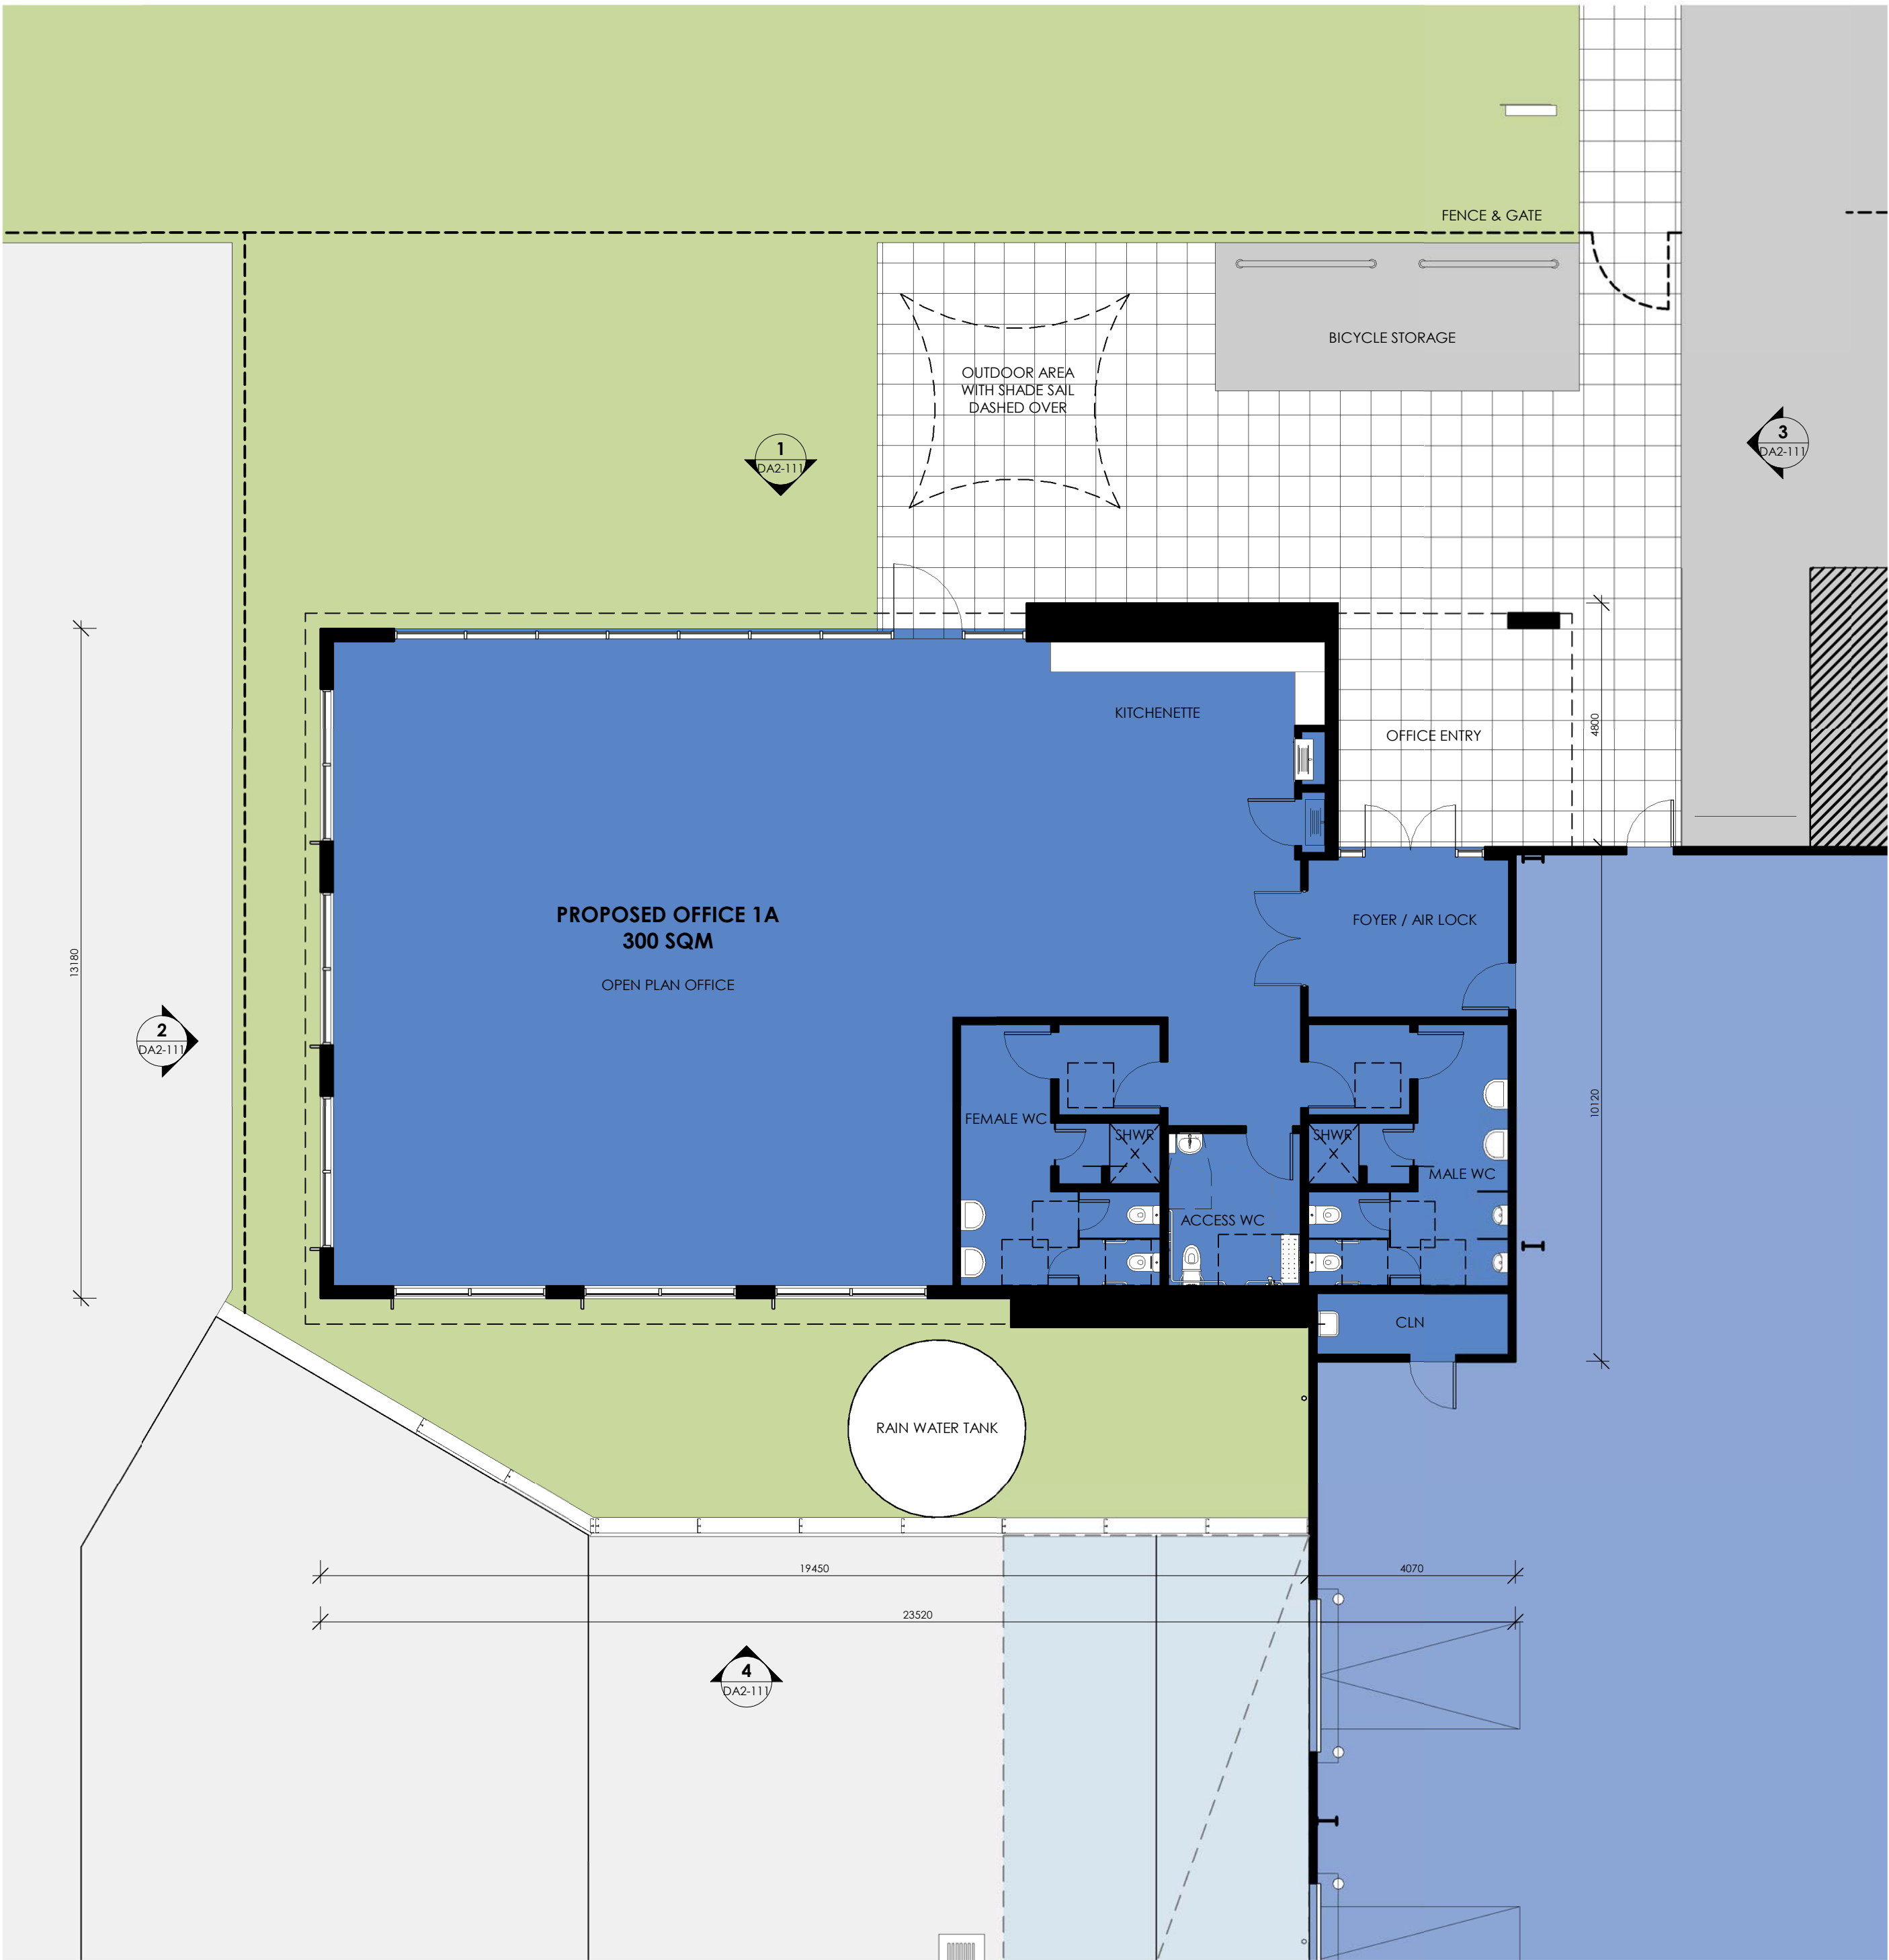 FENCE & GATE
BICYCLE STORAGE
OUTDOOR AREA
WITH SHADE SAIL
DASHED OVER
1
DA2-111
3
DA2-111
KITCHENETTE
OFFICE ENTRY
4800
PROPOSED OFFICE 1A
300 SQM
OPEN PLAN OFFICE
FOYER / AIR LOCK
13180
2
DA2-111
10120
FEMALE WC
SHWR
SHWR
MALE WC
ACCESS WC
CLN
RAIN WATER TANK
19450
4070
23520
4
DA2-111